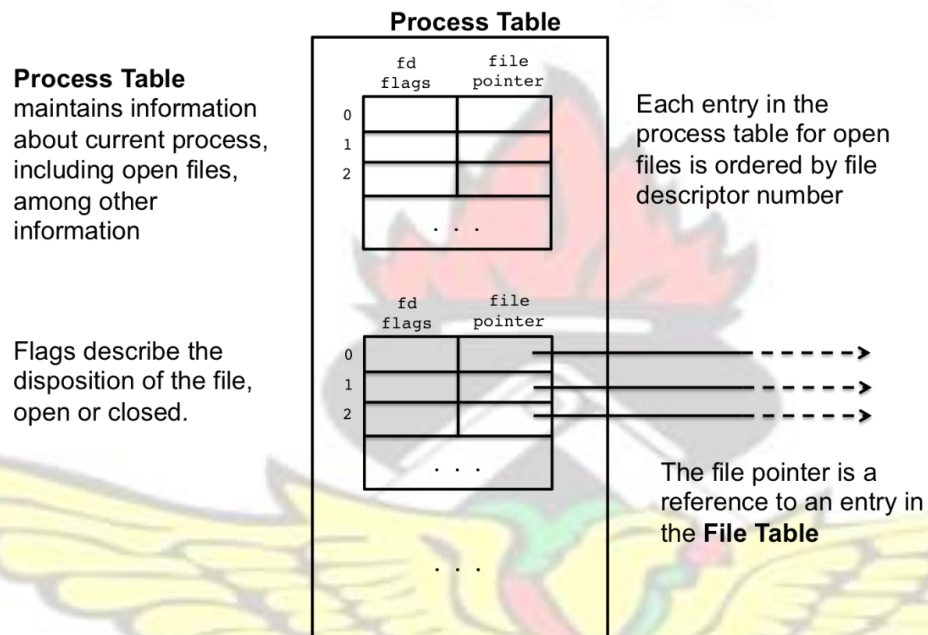 Process Table
Process Table
maintains information
about current process,
including open files,
among other
information
fd
flags
file
pointer
0
1
2
. . .
Each entry in the
process table for open
files is ordered by file
descriptor number
Flags describe the
disposition of the file,
open or closed.
fd
flags
file
pointer
0
1
2
. . .
The file pointer is a
reference to an entry in
the File Table
. . .